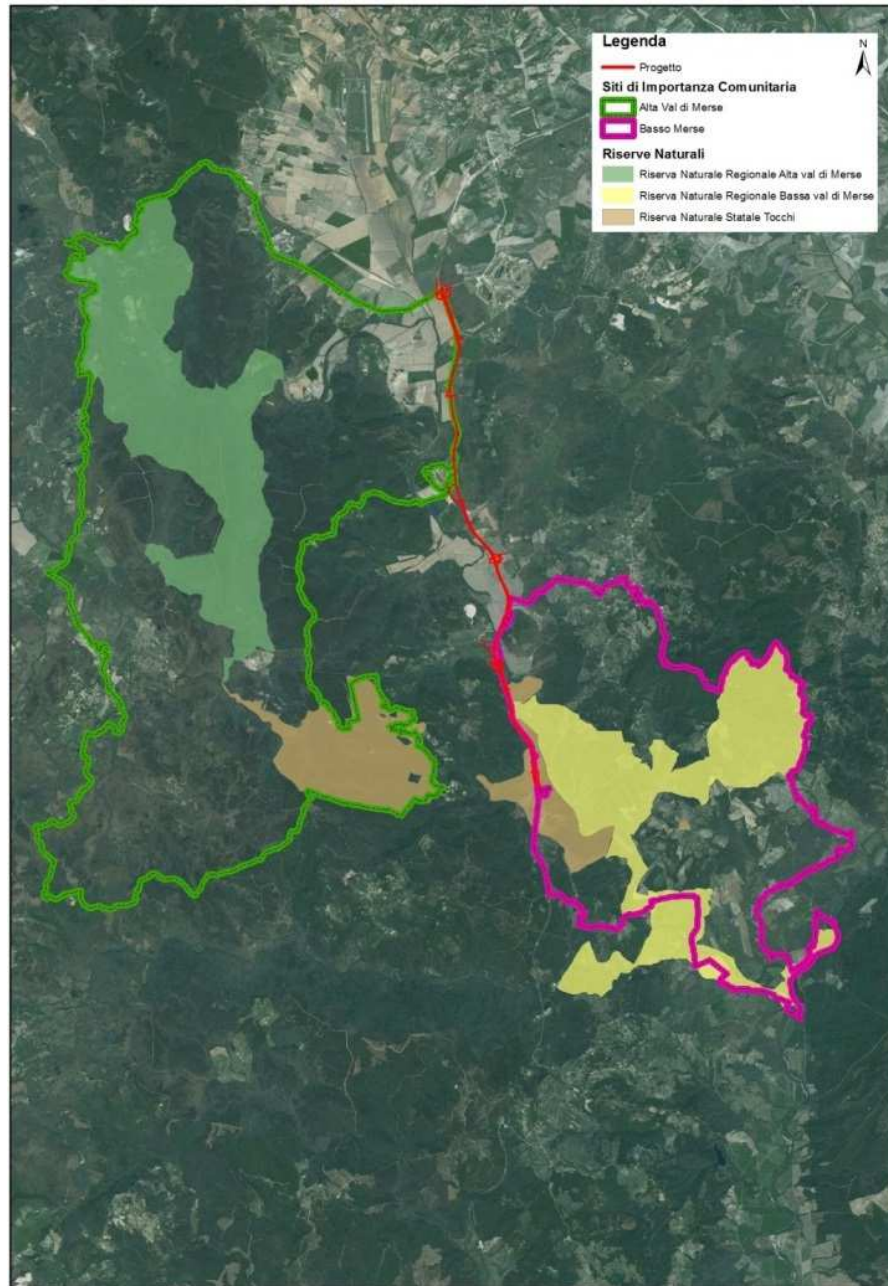 Legenda
N
Progetto
Siti di Importanza Comunitaria
Alta Val di Merse
Basso Merse
Riserve Naturali
Riserva Naturale Regionale Alta val di Merse
Riserva Naturale Regionale Bassa val di Merse
Riserva Naturale Statale Tocchi